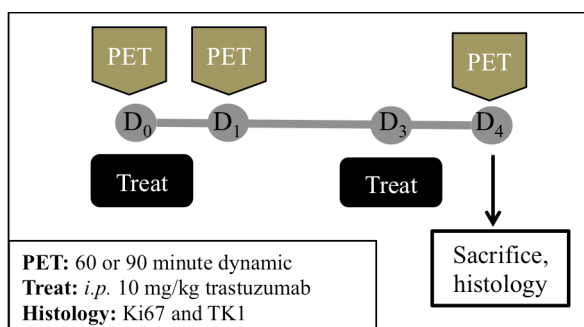 PET PET PET
D0 D1 D3 D4
Treat Treat
Sacrifice,
histology
PET: 60 or 90 minute dynamic
Treat: i.p. 10 mg/kg trastuzumab
Histology: Ki67 and TK1